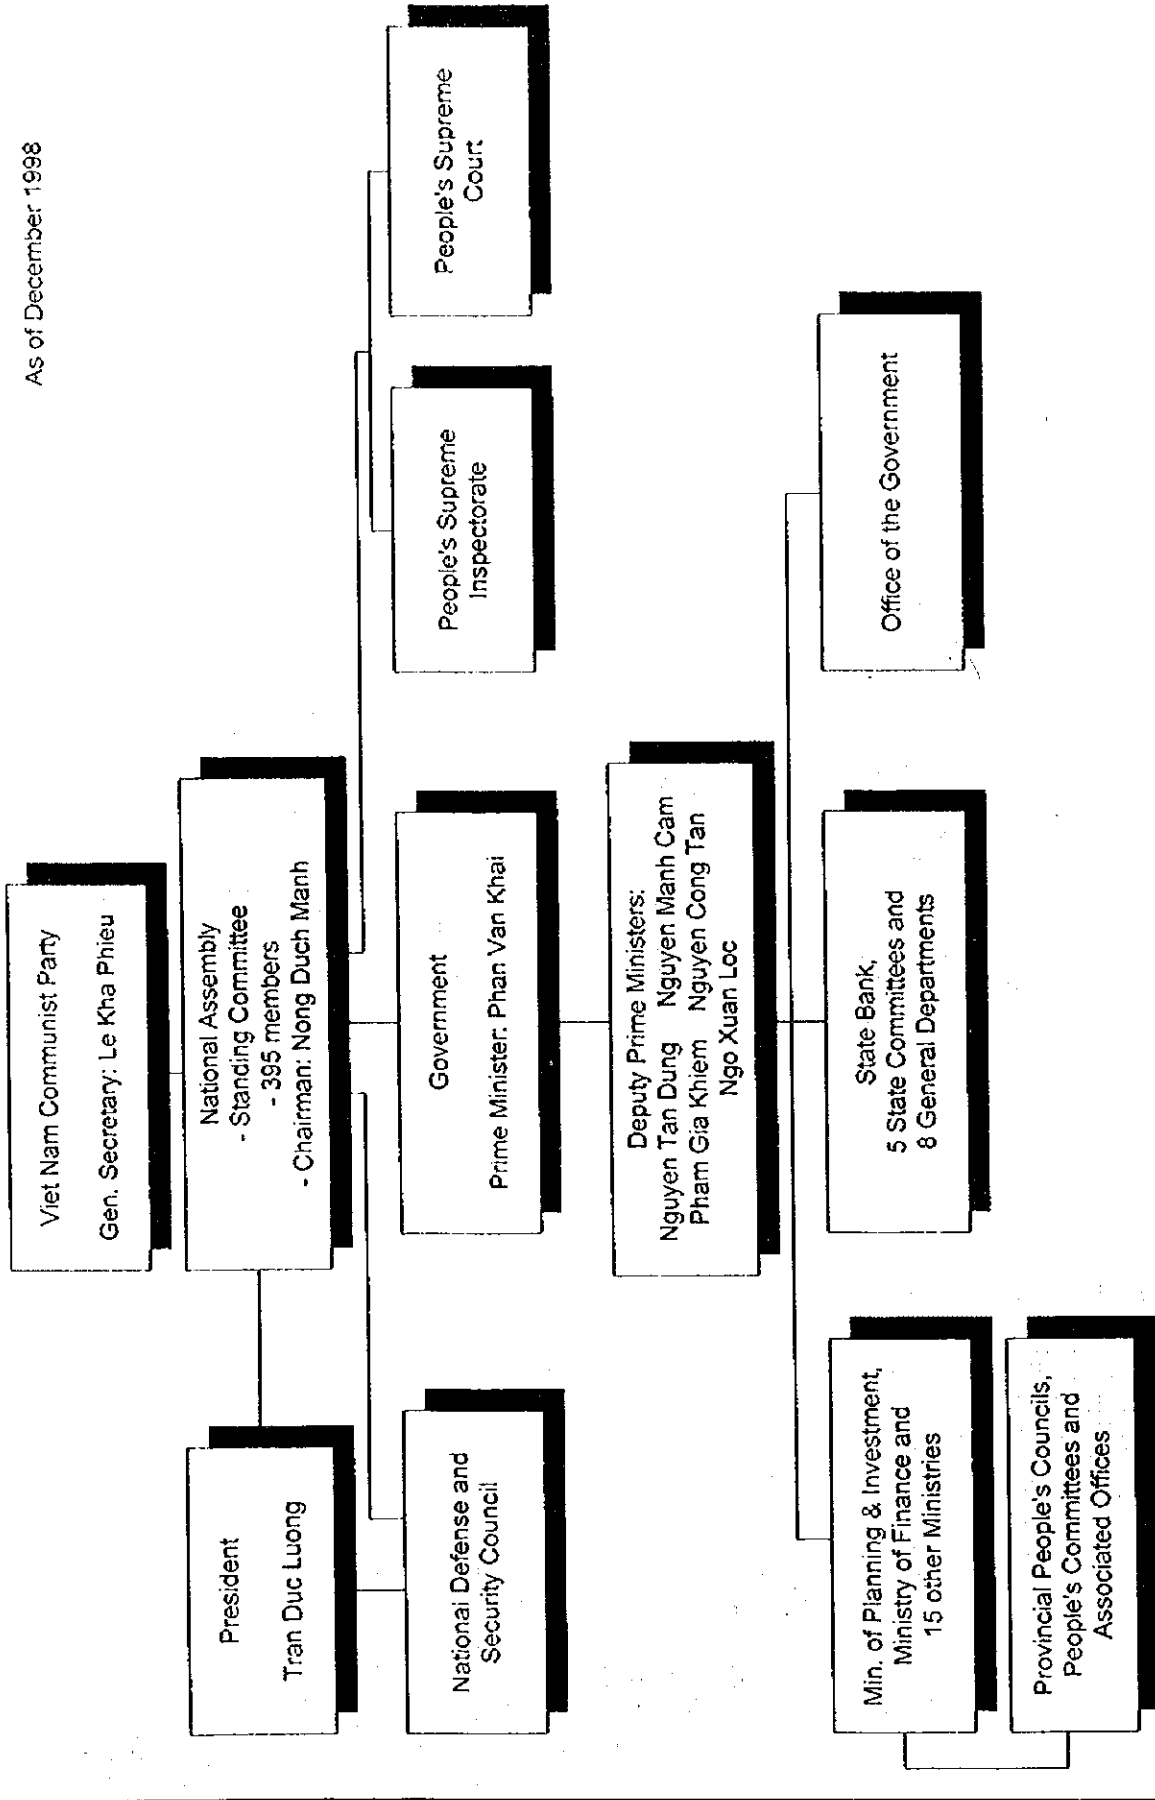 As of December 1998
Viet Nam Communist Party
Gen. Secretary: Le Kha Phieu
President
Tran Duc Luong
National Assembly
- Standing Committee
- 395 members
- Chairman: Nong Duch Manh
National Defense and
Security Council
Government
Prime Minister: Phan Van Khai
People's Supreme
Inspectorate
People's Supreme
Court
Deputy Prime Ministers:
Nguyen Tan Dung Nguyen Manh Cam
Pham Gia Khiem Nguyen Cong Tan
Ngo Xuan Loc
Min. of Planning & Investment,
Ministry of Finance and
15 other Ministries
State Bank,
5 State Committees and
8 General Departments
Office of the Government
Provincial People's Councils,
People's Committees and
Associated Offices